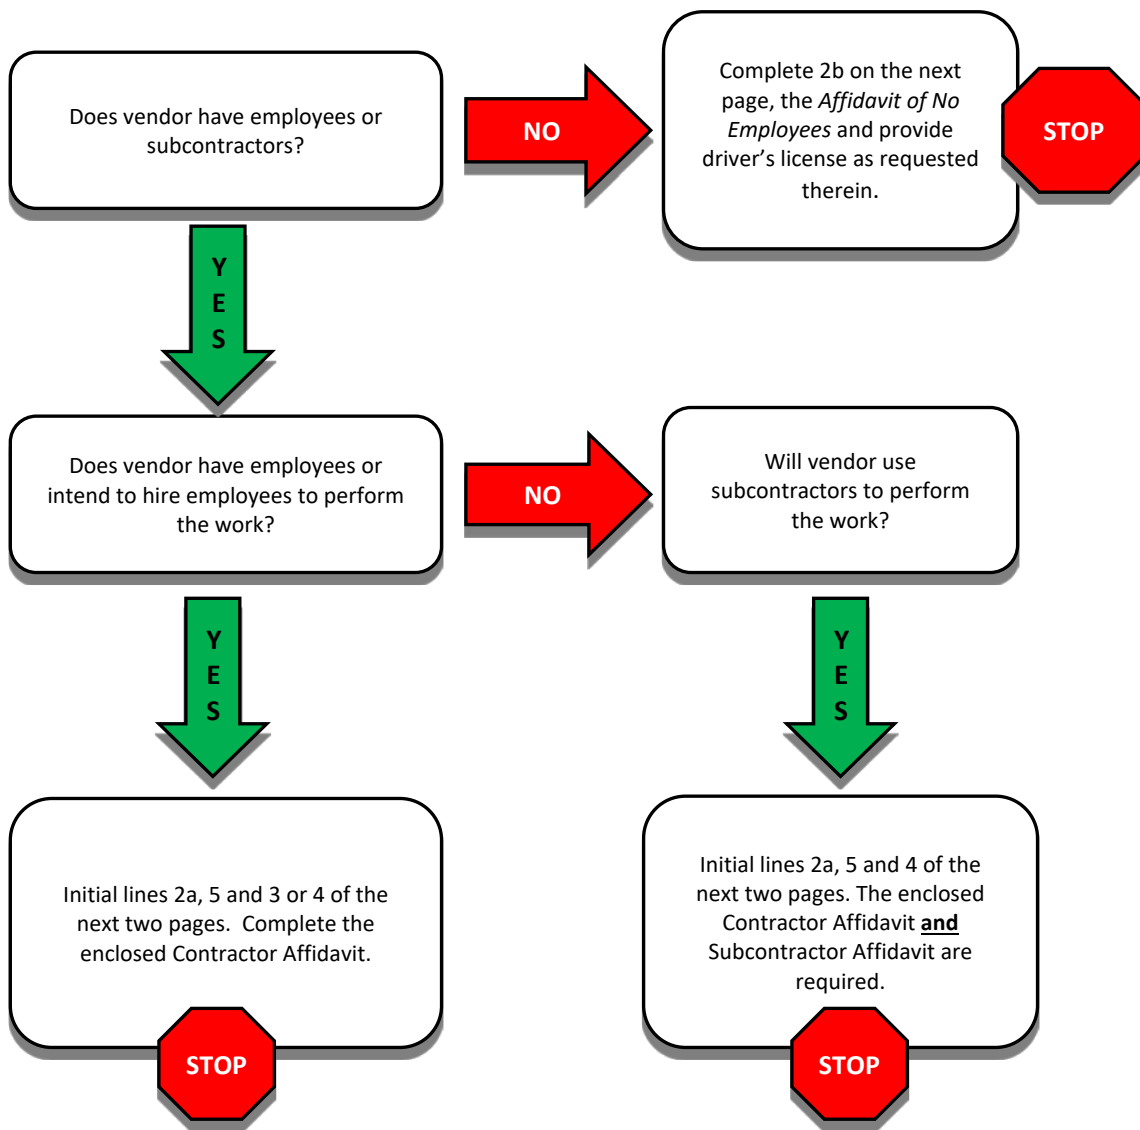 Does vendor have employees or
subcontractors?
NO
Complete 2b on the next
page, the Affidavit of No
Employees and provide
driver’s license as requested
therein.
STOP
Y
E
S
Does vendor have employees or
intend to hire employees to perform
the work?
NO
Will vendor use
subcontractors to perform
the work?
Y
E
S
Y
E
S
Initial lines 2a, 5 and 3 or 4 of the
next two pages.  Complete the
enclosed Contractor Affidavit.
STOP
Initial lines 2a, 5 and 4 of the
next two pages. The enclosed
Contractor Affidavit and
Subcontractor Affidavit are
required.
STOP